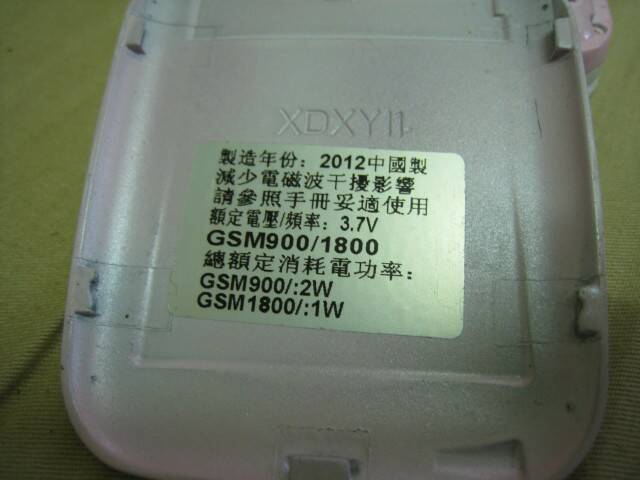 XDXY11
製造年份：2012中國製
減少電磁波干擾影響
請參照手冊妥適使用
額定電壓/頻率：3.7V
GSM900/1800
總額定消耗電功率：
GSM900/:2W
GSM1800/:1W